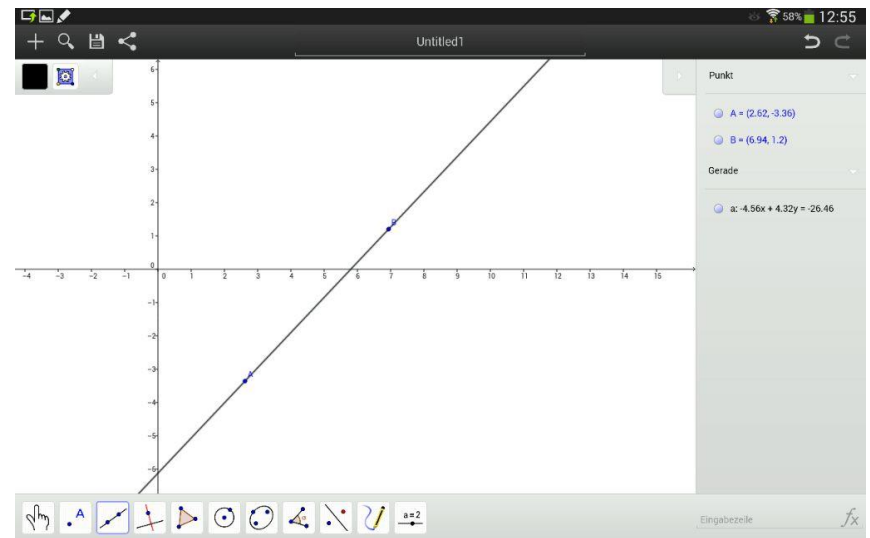 58% 12:55
Untitled1
Punkt
A = (2.62, -3.36)
B = (6.94, 1.2)
Gerade
a: -4.56x + 4.32y = -26.46
6
5
4
3
2
1
0
-4 -3 -2 -1 0 1 2 3 4 5 6 7 8 9 10 11 12 13 14 15
-1
-2
-3
-4
-5
-6
B
A
A
α
a=2
Eingabezeile
fx